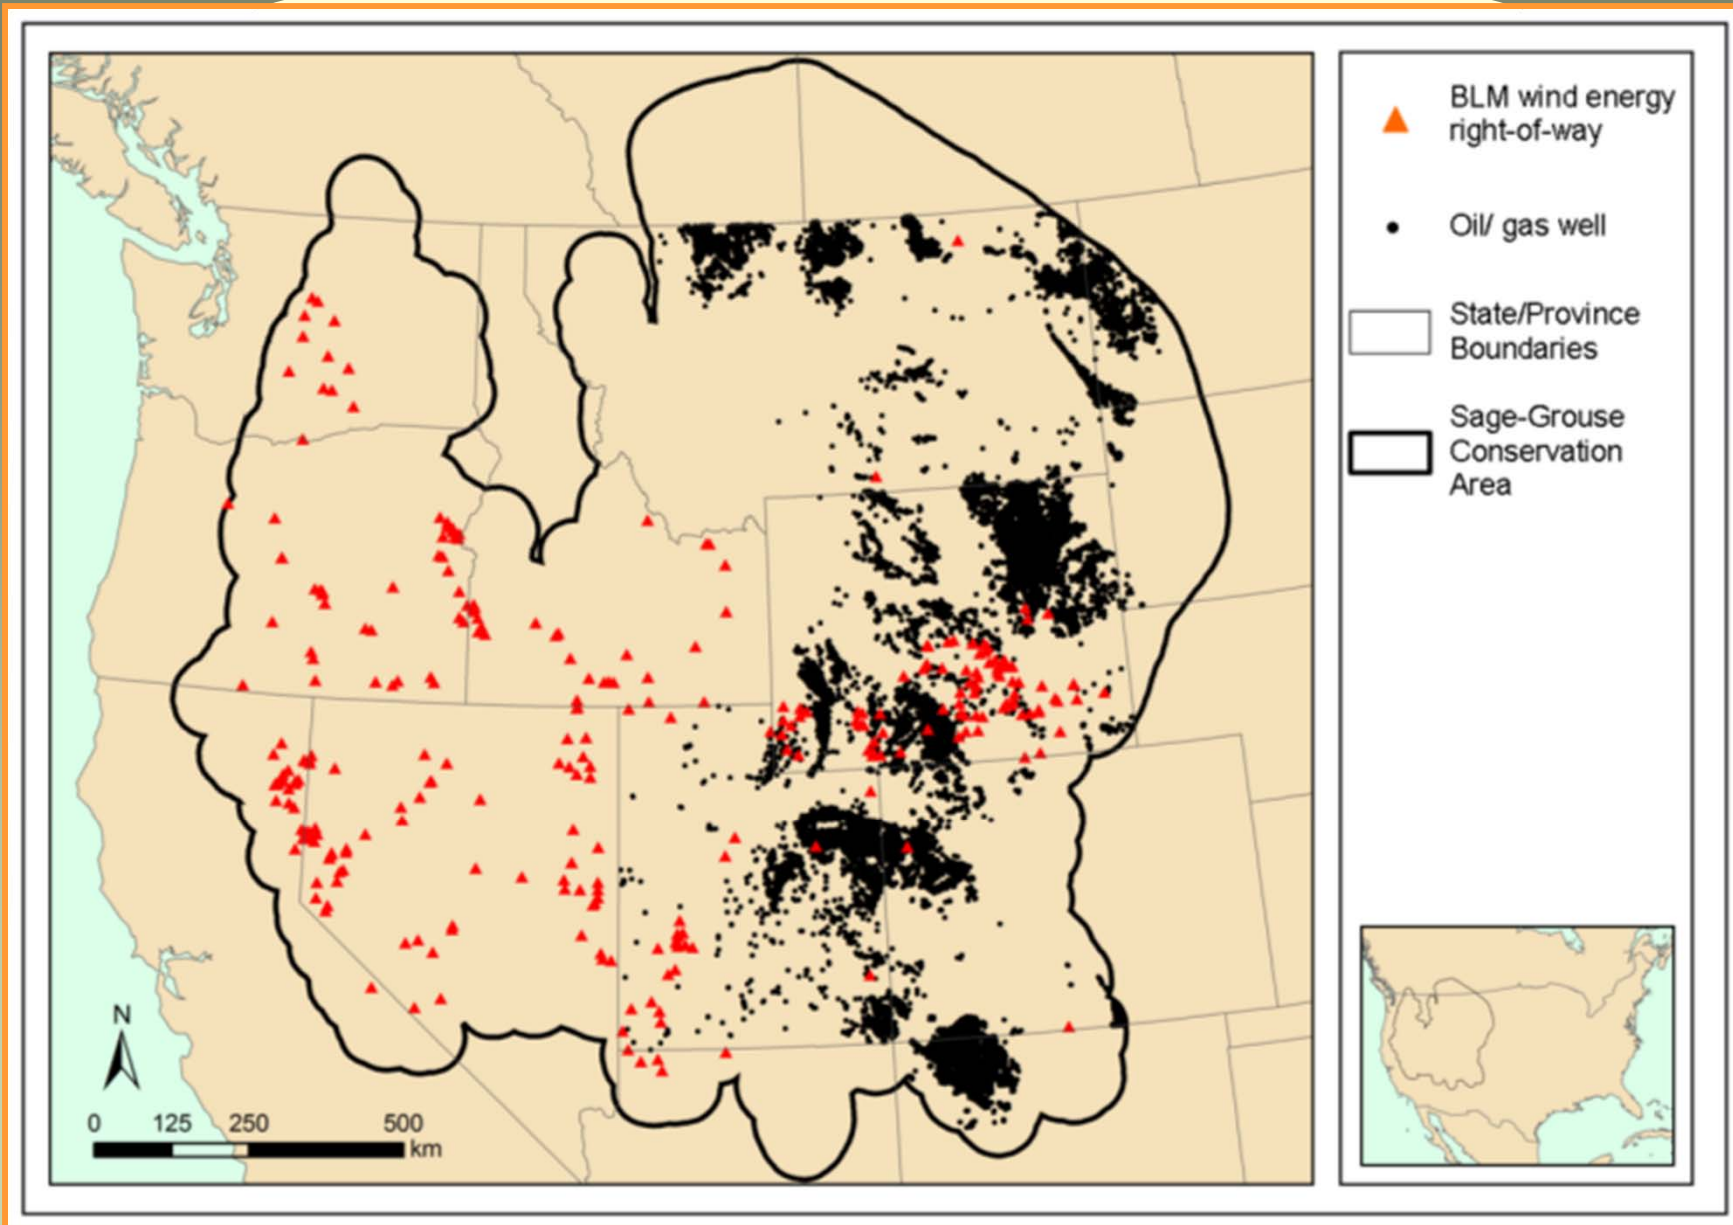 BLM wind energy
right-of-way
Oil/ gas well
State/Province
Boundaries
Sage-Grouse
Conservation
Area
N
0 125 250 500
km